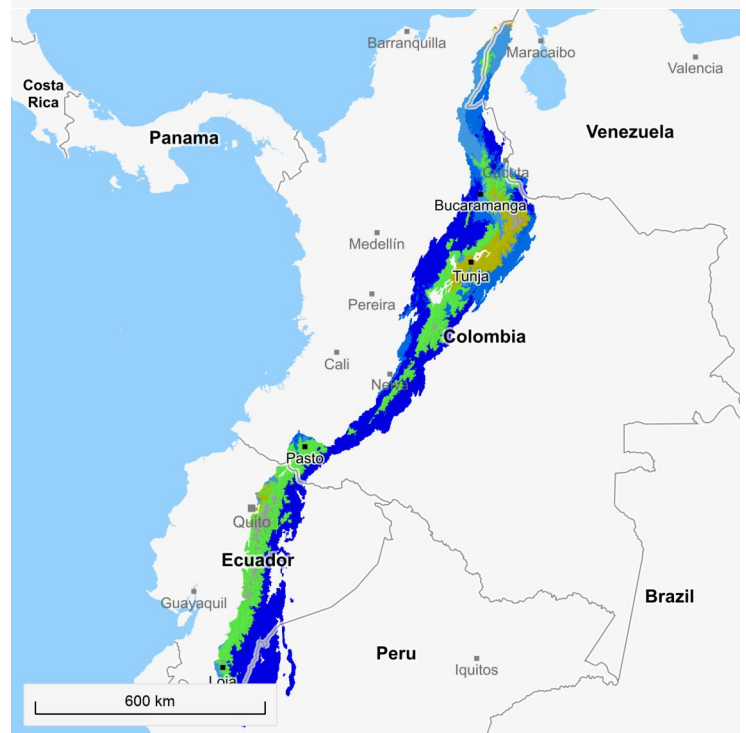 Barranquilla
Maracaibo
Valencia
Costa
Rica
Panama
Venezuela
Cúcuta
Bucaramanga
Medellín
Tunja
Pereira
Colombia
Cali
Neiva
Pasto
Quito
Ecuador
Guayaquil
Brazil
Peru
Iquitos
Loja
600 km